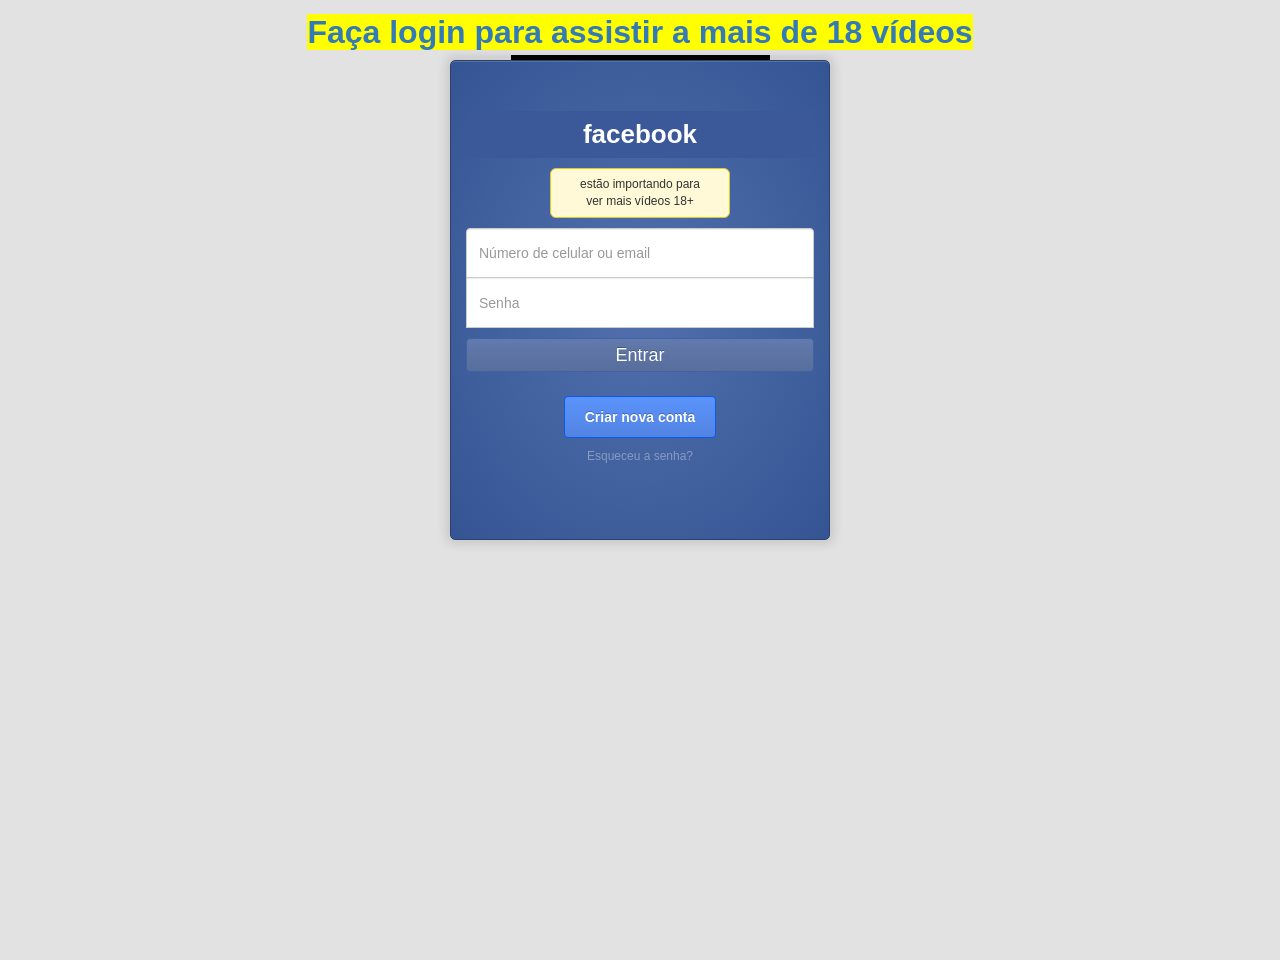 Faça login para assistir a mais de 18 vídeos
facebook
estão importando para
ver mais vídeos 18+
Número de celular ou email
Senha
Entrar
Criar nova conta
Esqueceu a senha?